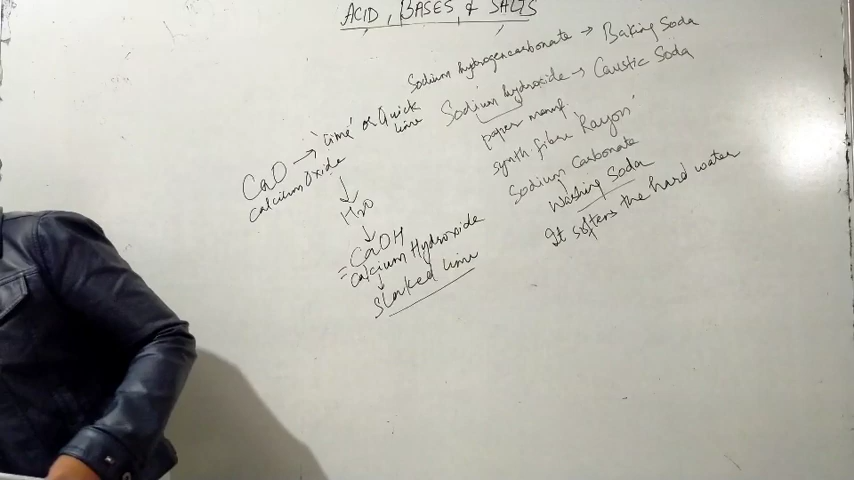 ACID, BASES & SALTS
Sodium hydrogencarbonate → Baking Soda
Sodium hydroxide → Caustic Soda
paper manuf.
synth fibre 'Rayon'
Sodium Carbonate
Washing Soda
It softens the hard water
CaO → 'lime' or Quick lime
Calcium Oxide
↓
H2O
↓
= CaOH
Calcium Hydroxide
↓
Slaked lime